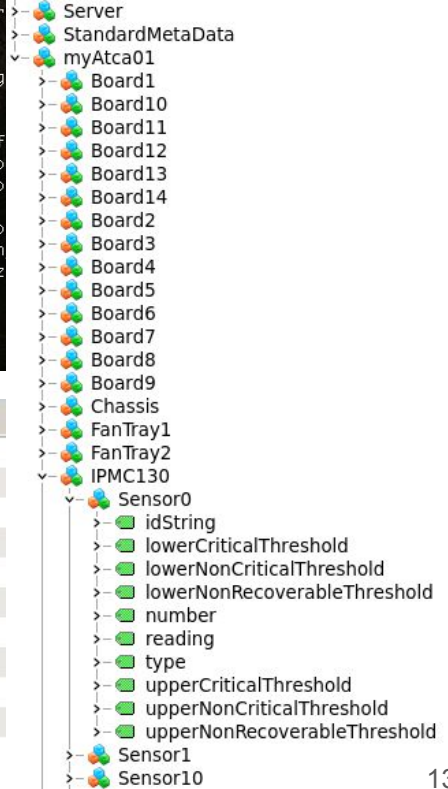 Server
StandardMetaData
myAtca01
Board1
Board10
Board11
Board12
Board13
Board14
Board2
Board3
Board4
Board5
Board6
Board7
Board8
Board9
Chassis
FanTray1
FanTray2
IPMC130
Sensor0
idString
lowerCriticalThreshold
lowerNonCriticalThreshold
lowerNonRecoverableThreshold
number
reading
type
upperCriticalThreshold
upperNonCriticalThreshold
upperNonRecoverableThreshold
Sensor1
Sensor10